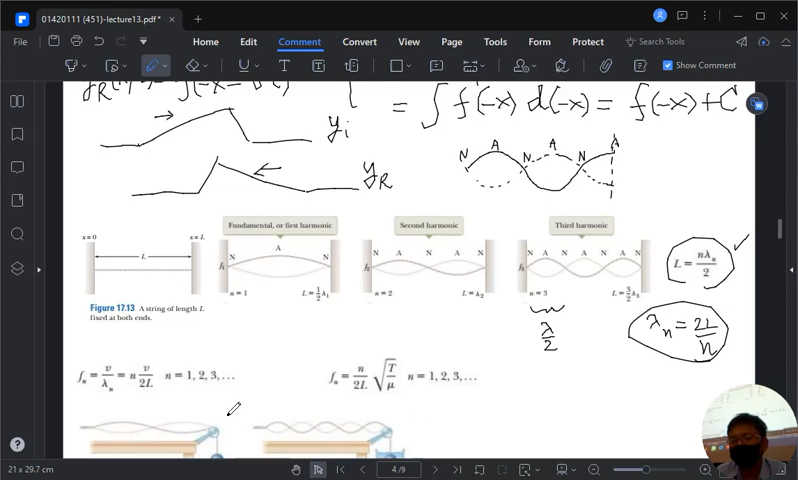 01420111 (451)-lecture13.pdf *
File Home Edit Comment Convert View Page Tools Form Protect Search Tools
Show Comment
= ∫ f'(-x) d(-x) = f(-x) + C
y_i
y_R
N A N A N A
x=0 x=L
L
Fundamental, or first harmonic
N A N
f₁
n = 1 L = ½λ₁
Second harmonic
N A N A N
f₂
n = 2 L = λ₂
Third harmonic
N A N A N A N
f₃
n = 3 L = 3/2 λ₃
L = nλₙ/2
Figure 17.13 A string of length L
fixed at both ends.
λ/2
λₙ = 2L/n
fₙ = v/λₙ = n v/2L n = 1, 2, 3, . . .
fₙ = n/2L √T/μ n = 1, 2, 3, . . .
21 x 29.7 cm
4 /9